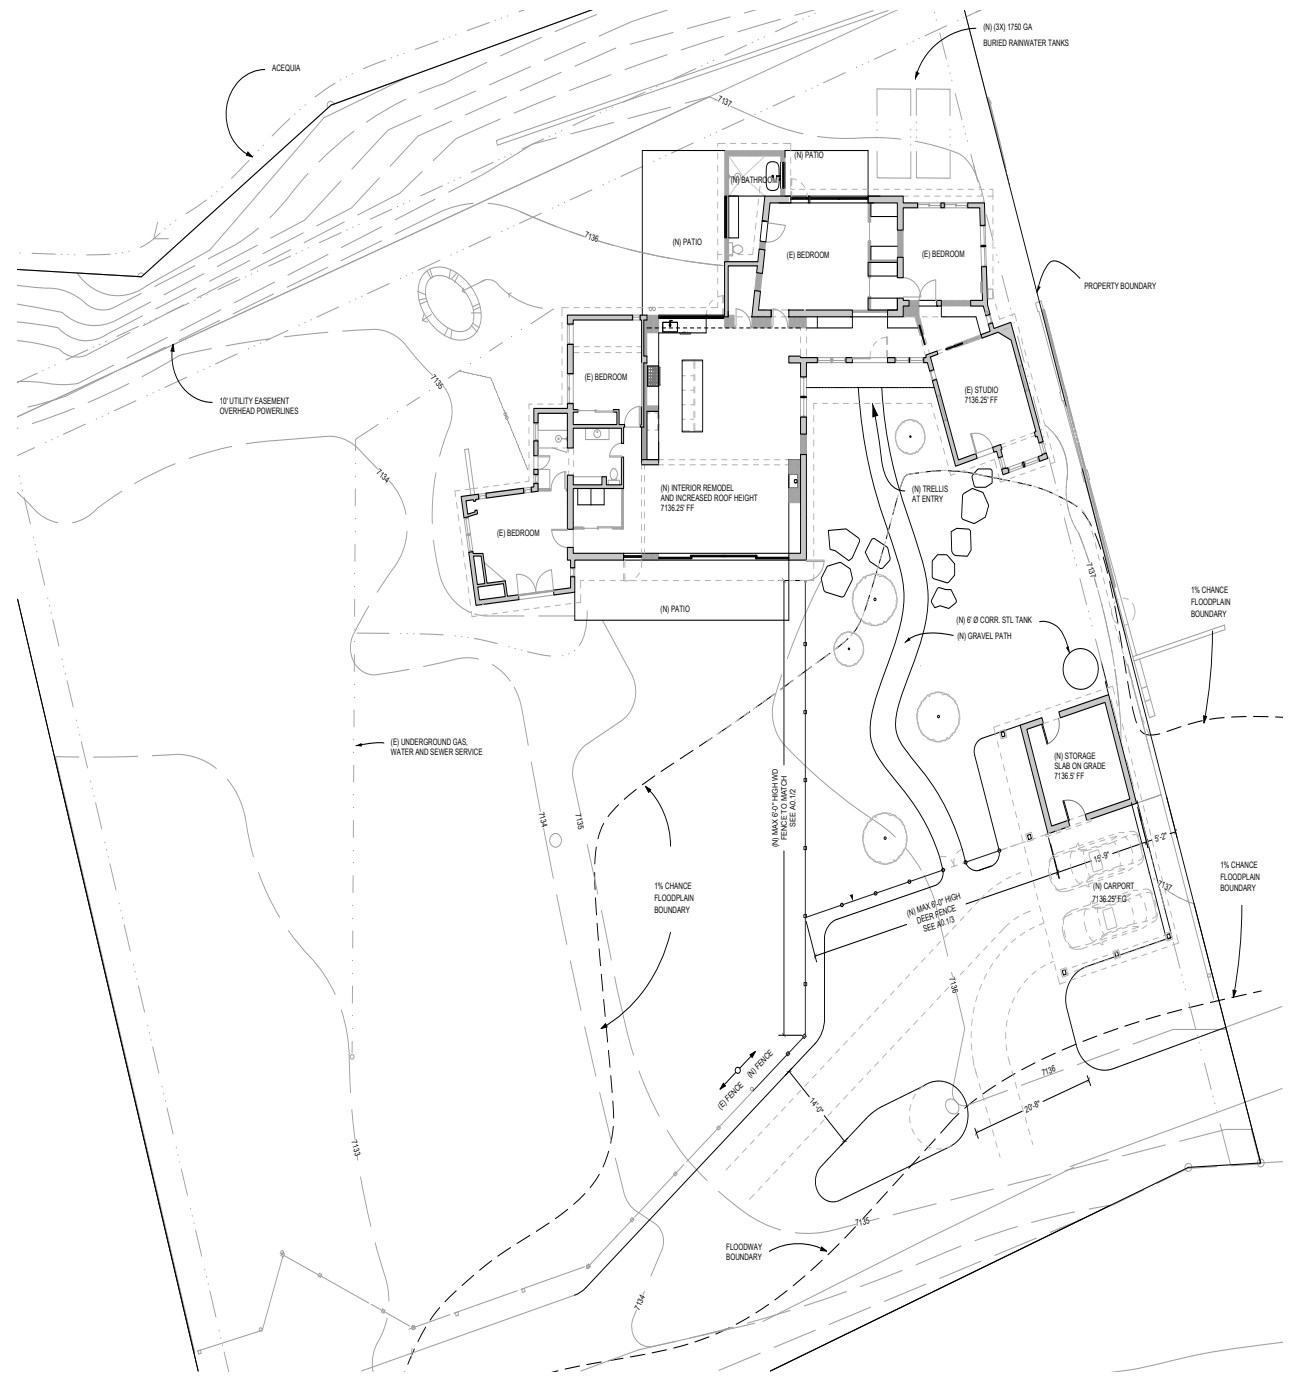 (N) (3X) 1750 GA
BURIED RAINWATER TANKS
ACEQUIA
7137
(N) PATIO
(N) BATHROOM
7136
(N) PATIO
(E) BEDROOM
(E) BEDROOM
PROPERTY BOUNDARY
10' UTILITY EASEMENT
OVERHEAD POWERLINES
7135
(E) BEDROOM
(E) STUDIO
7136.25' FF
7134
(N) INTERIOR REMODEL
AND INCREASED ROOF HEIGHT
7136.25' FF
(N) TRELLIS
AT ENTRY
(E) BEDROOM
7137
1% CHANCE
FLOODPLAIN
BOUNDARY
(N) PATIO
(N) 6' Ø CORR. STL TANK
(N) GRAVEL PATH
(E) UNDERGROUND GAS,
WATER AND SEWER SERVICE
(N) STORAGE
SLAB ON GRADE
7136.5' FF
(N) MAX 6'-0" HIGH WD
FENCE TO MATCH
SEE A0.1/2
7134
7135
5'-2"
15'-9"
1% CHANCE
FLOODPLAIN
BOUNDARY
1% CHANCE
FLOODPLAIN
BOUNDARY
(N) CARPORT
7136.25' FG
7137
(N) MAX 6'-0" HIGH
DEER FENCE
SEE A0.1/3
7136
(N) FENCE
(E) FENCE
7136
14'-0"
20'-8"
7133
7135
FLOODWAY
BOUNDARY
7134